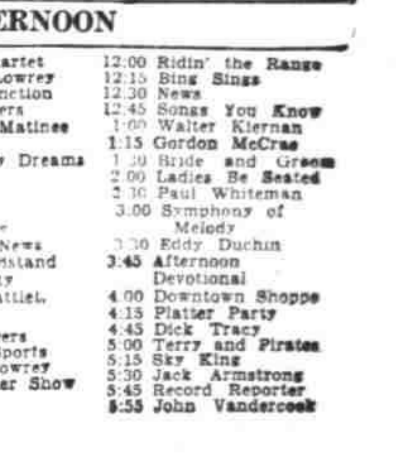 ERNOON
artet
Lowrey
nction
ers
Matinee
y Dreams
e
News
dstand
ty
attlet,
ers
Sports
owrey
er Show
12:00 Ridin' the Range
12:15 Bing Sings
12.30 News
12.45 Songs You Know
1:00 Walter Kiernan
1:15 Gordon McCrae
1:30 Bride and Groom
2.00 Ladies Be Seated
2:30 Paul Whiteman
3.00 Symphony of
Melody
3.30 Eddy Duchin
3:45 Afternoon
Devotional
4.00 Downtown Shoppe
4:15 Platter Party
4:45 Dick Tracy
5:00 Terry and Pirates
5:15 Sky King
5:30 Jack Armstrong
5:45 Record Reporter
5:55 John Vandercook